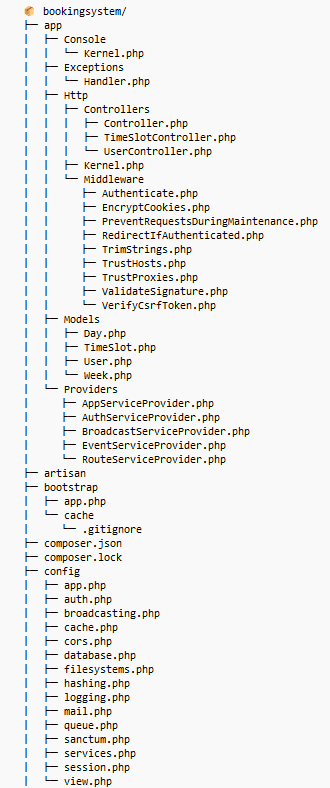 📦 bookingsystem/
├── app
│   ├── Console
│   │   └── Kernel.php
│   ├── Exceptions
│   │   └── Handler.php
│   ├── Http
│   │   ├── Controllers
│   │   │   ├── Controller.php
│   │   │   ├── TimeSlotController.php
│   │   │   └── UserController.php
│   │   ├── Kernel.php
│   │   └── Middleware
│   │       ├── Authenticate.php
│   │       ├── EncryptCookies.php
│   │       ├── PreventRequestsDuringMaintenance.php
│   │       ├── RedirectIfAuthenticated.php
│   │       ├── TrimStrings.php
│   │       ├── TrustHosts.php
│   │       ├── TrustProxies.php
│   │       ├── ValidateSignature.php
│   │       └── VerifyCsrfToken.php
│   ├── Models
│   │   ├── Day.php
│   │   ├── TimeSlot.php
│   │   ├── User.php
│   │   └── Week.php
│   └── Providers
│       ├── AppServiceProvider.php
│       ├── AuthServiceProvider.php
│       ├── BroadcastServiceProvider.php
│       ├── EventServiceProvider.php
│       └── RouteServiceProvider.php
├── artisan
├── bootstrap
│   ├── app.php
│   └── cache
│       └── .gitignore
├── composer.json
├── composer.lock
├── config
│   ├── app.php
│   ├── auth.php
│   ├── broadcasting.php
│   ├── cache.php
│   ├── cors.php
│   ├── database.php
│   ├── filesystems.php
│   ├── hashing.php
│   ├── logging.php
│   ├── mail.php
│   ├── queue.php
│   ├── sanctum.php
│   ├── services.php
│   ├── session.php
│   └── view.php